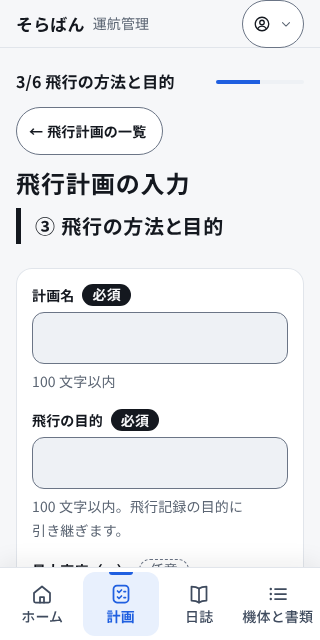 そらばん 運航管理
3/6 飛行の方法と目的
← 飛行計画の一覧
飛行計画の入力
③ 飛行の方法と目的
計画名 必須
100 文字以内
飛行の目的 必須
100 文字以内。飛行記録の目的に
引き継ぎます。
ホーム 計画 日誌 機体と書類